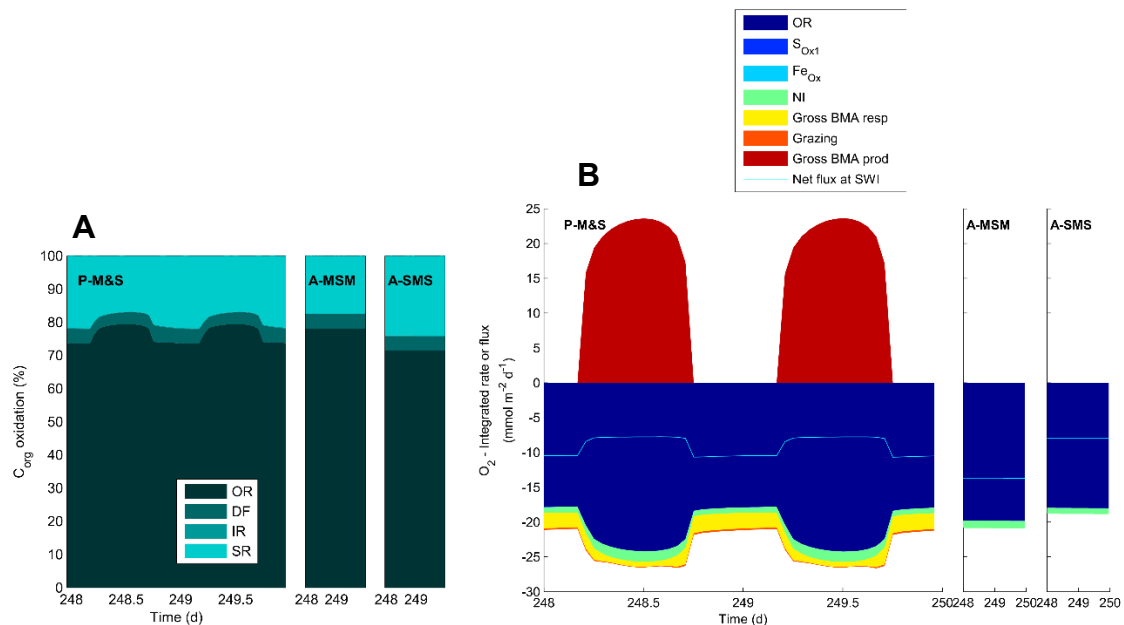 OR
S_Ox1
Fe_Ox
NI
Gross BMA resp
Grazing
Gross BMA prod
Net flux at SWI
A
B
100
90
80
70
60
50
40
30
20
10
0
C_org oxidation (%)
P-M&S
A-MSM
A-SMS
OR
DF
IR
SR
248 248.5 249 249.5
248 249
248 249
Time (d)
25
20
15
10
5
0
-5
-10
-15
-20
-25
-30
O_2 - Integrated rate or flux
(mmol m^-2 d^-1)
P-M&S
A-MSM
A-SMS
248 248.5 249 249.5 250
248 249 250
248 249 250
Time (d)